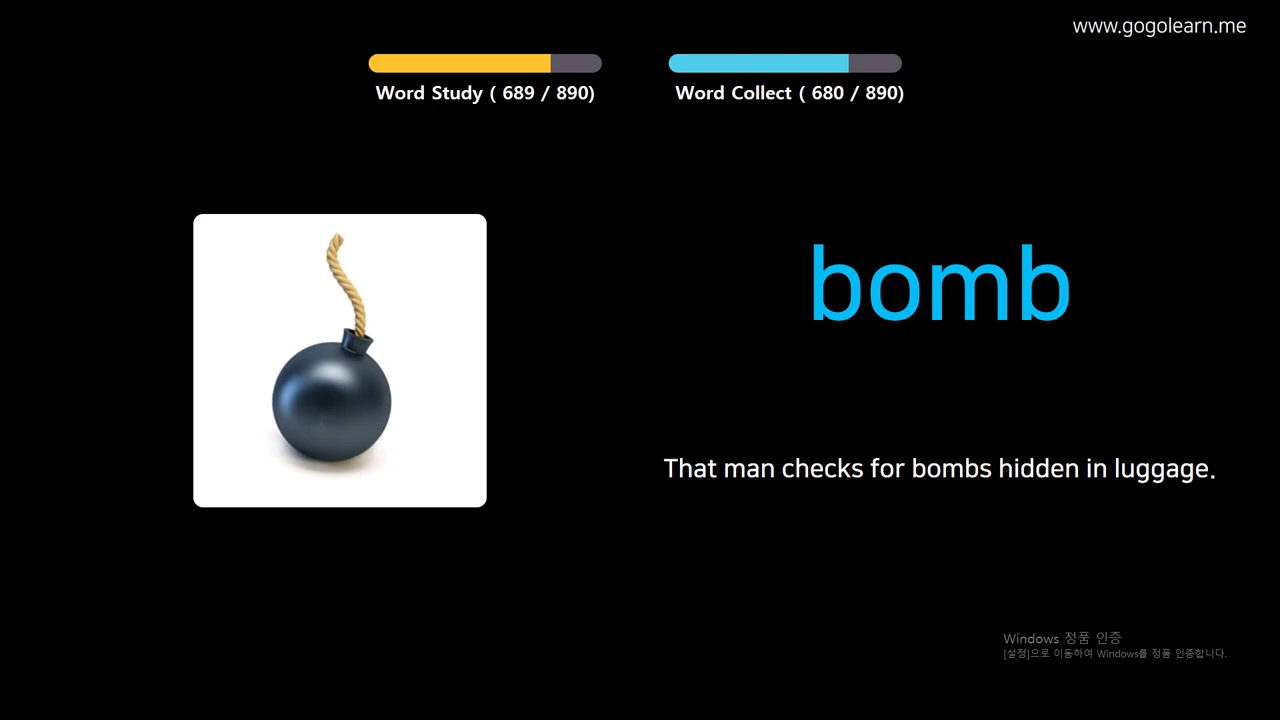 www.gogolearn.me
Word Study ( 689 / 890)
Word Collect ( 680 / 890)
bomb
That man checks for bombs hidden in luggage.
Windows 정품 인증
[설정]으로 이동하여 Windows를 정품 인증합니다.